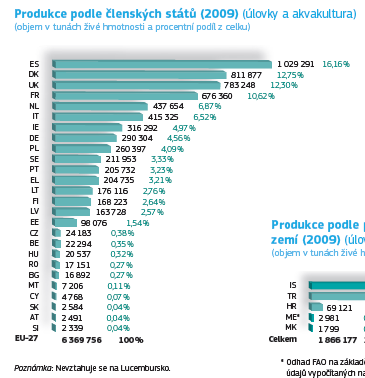 Produkce podle členských států (2009) (úlovky a akvakultura)
(objem v tunách živé hmotnosti a procentní podíl z celku)
ES 1 029 291 16,16%
DK 811 877 12,75%
UK 783 248 12,30%
FR 676 360 10,62%
NL 437 654 6,87%
IT 415 325 6,52%
IE 316 292 4,97%
DE 290 304 4,56%
PL 260 397 4,09%
SE 211 953 3,33%
PT 205 732 3,23%
EL 204 735 3,21%
LT 176 116 2,76%
FI 168 223 2,64%
LV 163 728 2,57%
EE 98 076 1,54%
CZ 24 183 0,38%
BE 22 294 0,35%
HU 20 537 0,32%
RO 17 151 0,27%
BG 16 892 0,27%
MT 7 206 0,11%
CY 4 768 0,07%
SK 2 584 0,04%
AT 2 491 0,04%
SI 2 339 0,04%
EU-27 6 369 756 100%
Poznámka: Nevztahuje se na Lucembursko.
Produkce podle p
zemí (2009) (úlo
(objem v tunách živé h
IS
TR
HR 69 121
ME* 2 981
MK 1 799
Celkem 1 866 177
* Odhad FAO na základě
údajů vypočítaných na